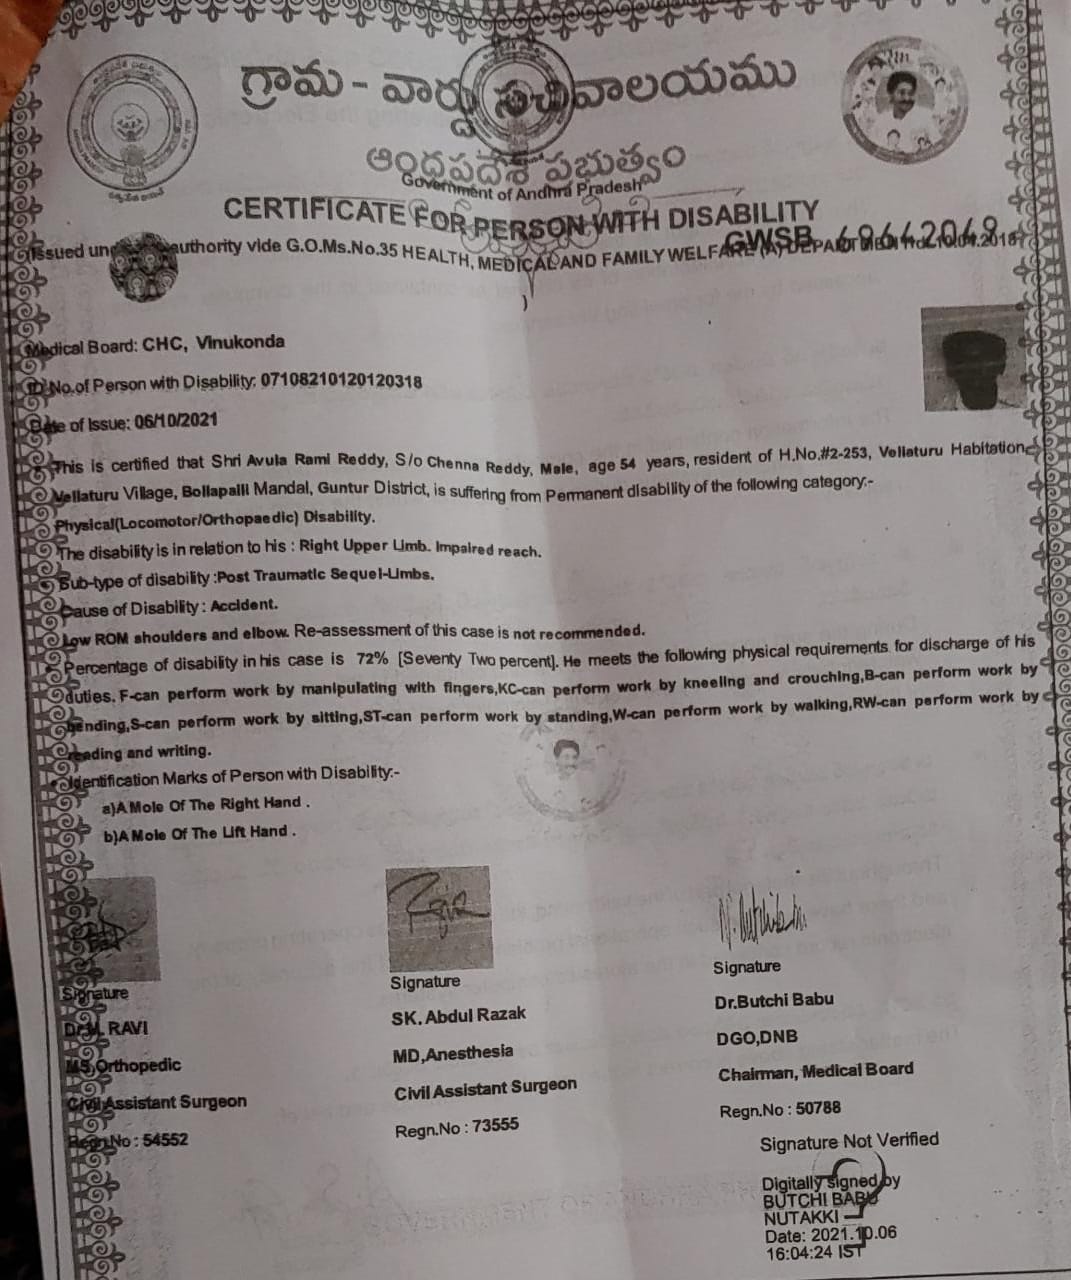 గ్రామ - వార్డు సచివాలయము
ఆంధ్రప్రదేశ్ ప్రభుత్వం
Government of Andhra Pradesh
CERTIFICATE FOR PERSON WITH DISABILITY
GWSB 68642068
(Issued under authority vide G.O.Ms.No.35 HEALTH, MEDICAL AND FAMILY WELFARE (A)
Medical Board: CHC, Vinukonda
ID No.of Person with Disability: 07108210120120318
Date of Issue: 06/10/2021
This is certified that Shri Avula Rami Reddy, S/o Chenna Reddy, Male, age 54 years, resident of H.No.#2-253, Vellaturu Habitation
Vellaturu Village, Bollapalli Mandal, Guntur District, is suffering from Permanent disability of the following category:-
Physical(Locomotor/Orthopaedic) Disability.
The disability is in relation to his : Right Upper Limb. Impaired reach.
Sub-type of disability :Post Traumatic Sequel-Limbs.
Cause of Disability : Accident.
Low ROM shoulders and elbow. Re-assessment of this case is not recommended.
Percentage of disability in his case is 72% [Seventy Two percent]. He meets the following physical requirements for discharge of his
duties. F-can perform work by manipulating with fingers,KC-can perform work by kneeling and crouching,B-can perform work by
bending,S-can perform work by sitting,ST-can perform work by standing,W-can perform work by walking,RW-can perform work by
reading and writing.
Identification Marks of Person with Disability:-
a)A Mole Of The Right Hand .
b)A Mole Of The Lift Hand .
Signature
Dr.M. RAVI
MS,Orthopedic
Civil Assistant Surgeon
Regn.No : 54552
Signature
SK. Abdul Razak
MD,Anesthesia
Civil Assistant Surgeon
Regn.No : 73555
Signature
Dr.Butchi Babu
DGO,DNB
Chairman, Medical Board
Regn.No : 50788
Signature Not Verified
Digitally signed by
BUTCHI BABU
NUTAKKI
Date: 2021.10.06
16:04:24 IST